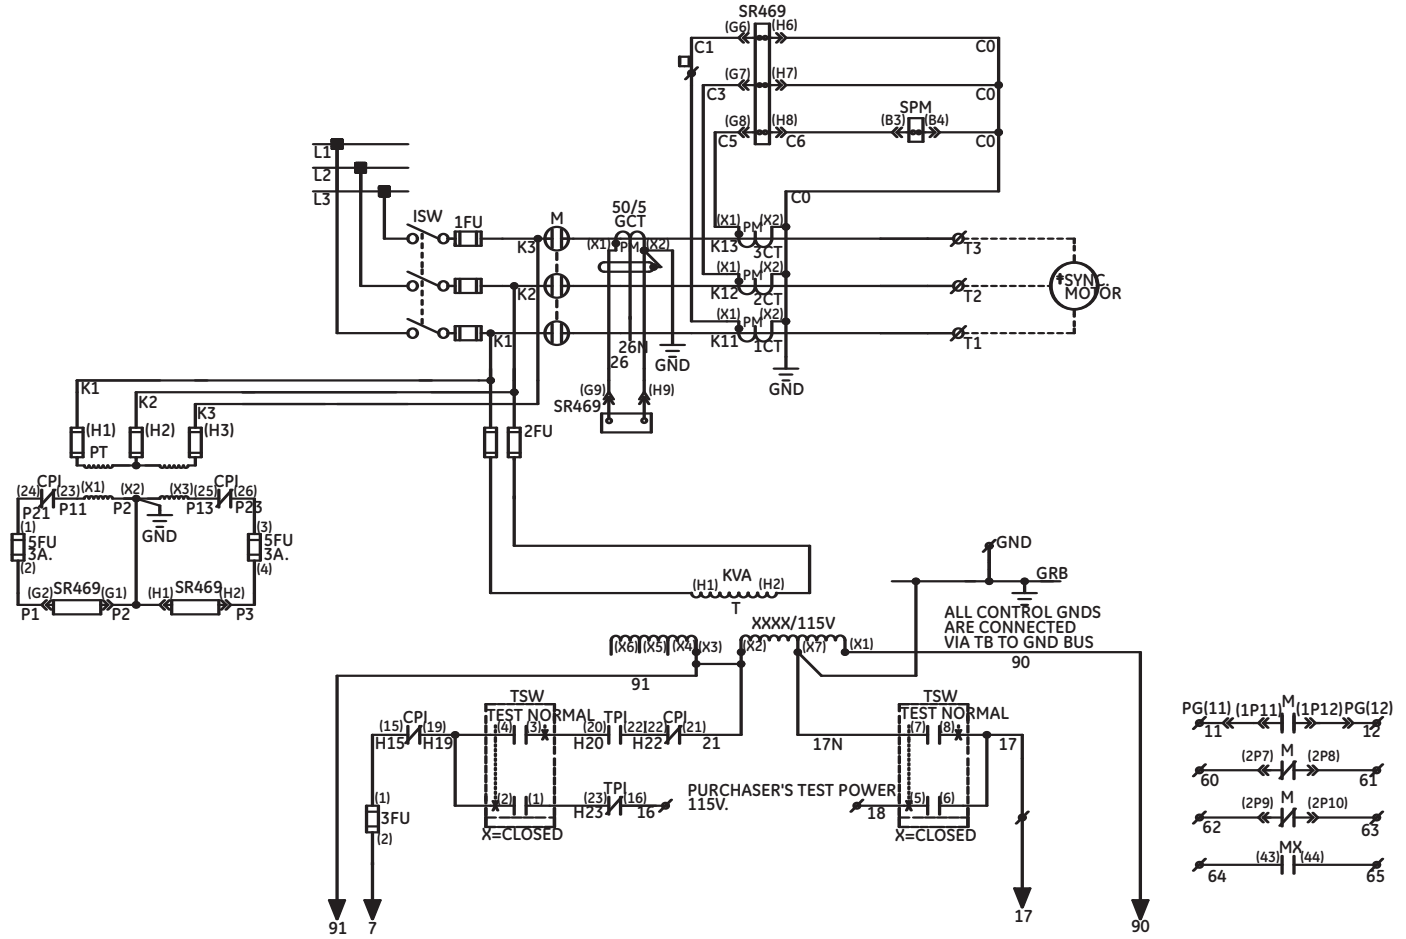 SR469
(G6) (H6)
C1 C0
(G7) (H7)
C3 C0
SPM
(G8) (H8) (B3) (B4)
C5 C6 C0
L1
L2
L3
C0
50/5
GCT
ISW 1FU M
(X1) PM (X2)
K3
(X1) PM (X2)
K13 3CT T3
(X1) PM (X2)
K2 K12 2CT T2
*SYNC.
MOTOR
(X1) PM (X2)
K1 K11 1CT T1
26N
26 GND
GND
(G9) (H9)
SR469
K1
K2
K3
(H1) (H2) (H3)
PT
2FU
CPI CPI
(24) (23) (X1) (X2) (X3) (25) (26)
P21 P11 P2 P13 P23
GND
(1) (3)
5FU 5FU
3A. 3A.
(2) (4)
(G2) SR469 (G1) (H1) SR469 (H2)
P1 P2 P3
GND
GRB
KVA
(H1) (H2)
T
ALL CONTROL GNDS
ARE CONNECTED
VIA TB TO GND BUS
XXXX/115V
(X6) (X5) (X4) (X3) (X2) (X7) (X1)
90
91
TSW TSW
TEST NORMAL TEST NORMAL
CPI TPI CPI
(15) (19) (4) (3) (20) (22) (22) (21) (7) (8)
H15 H19 H20 H22 21 17N 17
TPI
(2) (1) (23) (16) (5) (6)
H23 16 18
PURCHASER'S TEST POWER
115V.
X=CLOSED X=CLOSED
(1)
3FU
(2)
M
PG(11) (1P11) (1P12) PG(12)
11 12
M
(2P7) (2P8)
60 61
M
(2P9) (2P10)
62 63
MX
(43) (44)
64 65
91 7 17 90